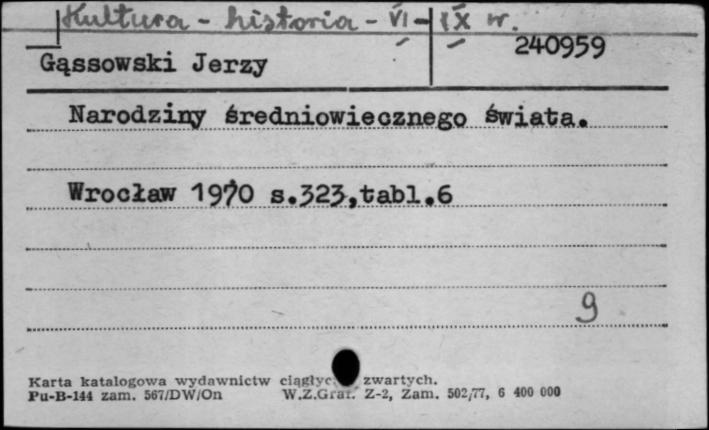 Kultura - historia - VI - IX w.
240959
Gąssowski Jerzy
Narodziny średniowiecznego świata.
Wrocław 1970 s.323,tabl.6
9
Karta katalogowa wydawnictw ciągłyc zwartych.
Pu-B-144 zam. 567/DW/On W.Z.Graf. Z-2, Zam. 502/77, 6 400 000